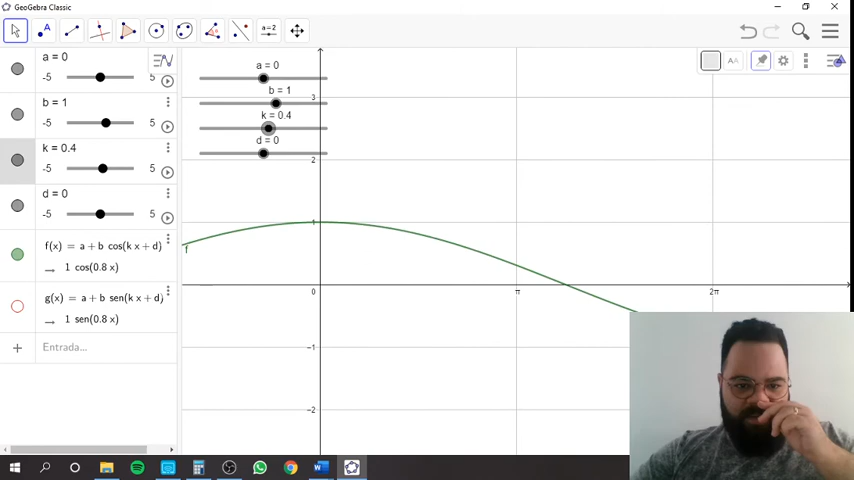 GeoGebra Classic
a=2
a = 0
-5
5
b = 1
-5
5
k = 0.4
-5
5
d = 0
-5
5
f(x) = a + b cos(k x + d)
→ 1 cos(0.8 x)
g(x) = a + b sen(k x + d)
→ 1 sen(0.8 x)
+ Entrada...
a = 0
b = 1
k = 0.4
d = 0
AA
3
2
1
0
π
2π
−1
−2
f